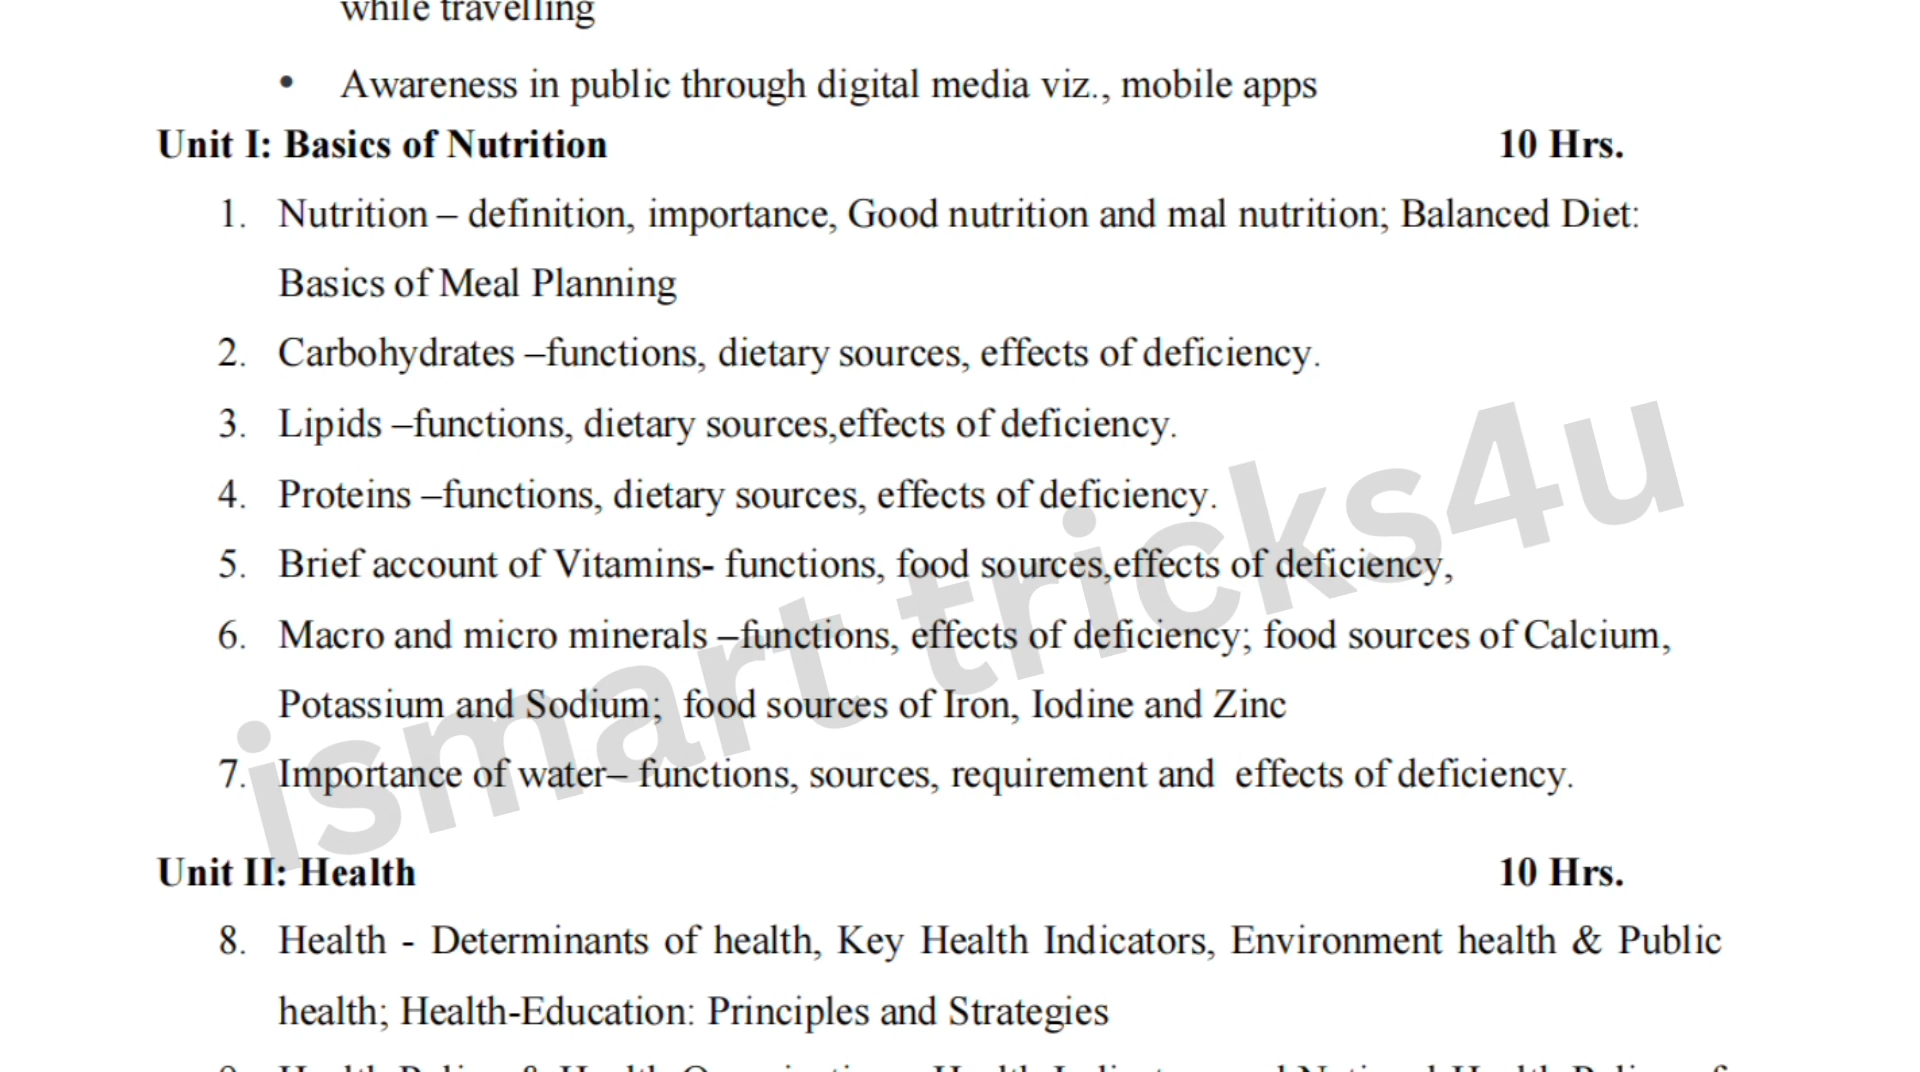 while travelling
• Awareness in public through digital media viz., mobile apps
Unit I: Basics of Nutrition 10 Hrs.
1. Nutrition – definition, importance, Good nutrition and mal nutrition; Balanced Diet:
Basics of Meal Planning
2. Carbohydrates –functions, dietary sources, effects of deficiency.
3. Lipids –functions, dietary sources,effects of deficiency.
4. Proteins –functions, dietary sources, effects of deficiency.
5. Brief account of Vitamins- functions, food sources,effects of deficiency,
6. Macro and micro minerals –functions, effects of deficiency; food sources of Calcium,
Potassium and Sodium; food sources of Iron, Iodine and Zinc
7. Importance of water– functions, sources, requirement and effects of deficiency.
ismart tricks4u
Unit II: Health 10 Hrs.
8. Health - Determinants of health, Key Health Indicators, Environment health & Public
health; Health-Education: Principles and Strategies